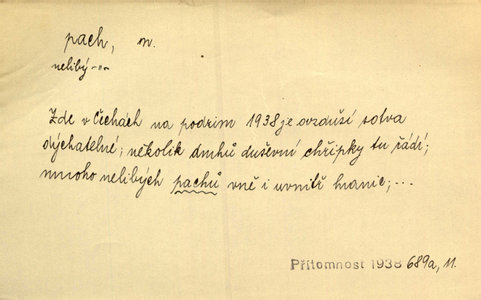 pach, m.
nelibý -"-
Zde v Čechách na podzim 1938 je ovzduší sotva
dýchatelné; několik druhů duševní chřipky tu řádí;
mnoho nelibých pachů vně i uvnitř hranic; ...
Přítomnost 1938 689a, 11.